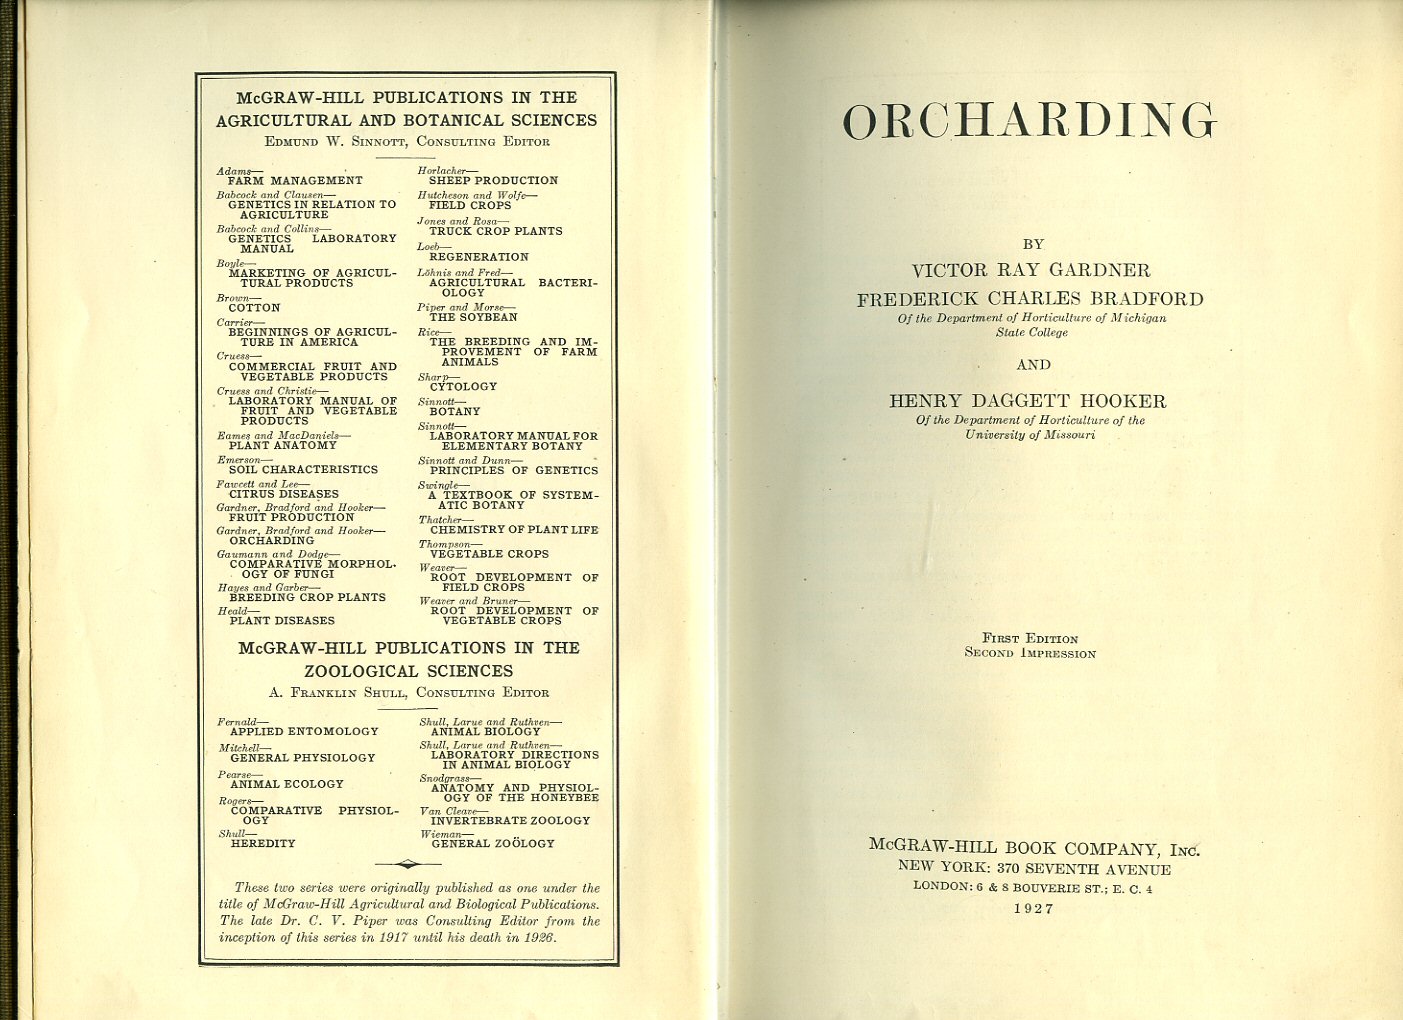 McGRAW-HILL PUBLICATIONS IN THE
AGRICULTURAL AND BOTANICAL SCIENCES
EDMUND W. SINNOTT, CONSULTING EDITOR
Adams—
FARM MANAGEMENT
Babcock and Clausen—
GENETICS IN RELATION TO
AGRICULTURE
Babcock and Collins—
GENETICS LABORATORY
MANUAL
Boyle—
MARKETING OF AGRICUL-
TURAL PRODUCTS
Brown—
COTTON
Carrier—
BEGINNINGS OF AGRICUL-
TURE IN AMERICA
Cruess—
COMMERCIAL FRUIT AND
VEGETABLE PRODUCTS
Cruess and Christie—
LABORATORY MANUAL OF
FRUIT AND VEGETABLE
PRODUCTS
Eames and MacDaniels—
PLANT ANATOMY
Emerson—
SOIL CHARACTERISTICS
Fawcett and Lee—
CITRUS DISEASES
Gardner, Bradford and Hooker—
FRUIT PRODUCTION
Gardner, Bradford and Hooker—
ORCHARDING
Gaumann and Dodge—
COMPARATIVE MORPHOL-
OGY OF FUNGI
Hayes and Garber—
BREEDING CROP PLANTS
Heald—
PLANT DISEASES
Horlacher—
SHEEP PRODUCTION
Hutcheson and Wolfe—
FIELD CROPS
Jones and Rosa—
TRUCK CROP PLANTS
Loeb—
REGENERATION
Löhnis and Fred—
AGRICULTURAL BACTERI-
OLOGY
Piper and Morse—
THE SOYBEAN
Rice—
THE BREEDING AND IM-
PROVEMENT OF FARM
ANIMALS
Sharp—
CYTOLOGY
Sinnott—
BOTANY
Sinnott—
LABORATORY MANUAL FOR
ELEMENTARY BOTANY
Sinnott and Dunn—
PRINCIPLES OF GENETICS
Swingle—
A TEXTBOOK OF SYSTEM-
ATIC BOTANY
Thatcher—
CHEMISTRY OF PLANT LIFE
Thompson—
VEGETABLE CROPS
Weaver—
ROOT DEVELOPMENT OF
FIELD CROPS
Weaver and Bruner—
ROOT DEVELOPMENT OF
VEGETABLE CROPS
McGRAW-HILL PUBLICATIONS IN THE
ZOOLOGICAL SCIENCES
A. FRANKLIN SHULL, CONSULTING EDITOR
Fernald—
APPLIED ENTOMOLOGY
Mitchell—
GENERAL PHYSIOLOGY
Pearse—
ANIMAL ECOLOGY
Rogers—
COMPARATIVE PHYSIOL-
OGY
Shull—
HEREDITY
Shull, Larue and Ruthven—
ANIMAL BIOLOGY
Shull, Larue and Ruthven—
LABORATORY DIRECTIONS
IN ANIMAL BIOLOGY
Snodgrass—
ANATOMY AND PHYSIOL-
OGY OF THE HONEYBEE
Van Cleave—
INVERTEBRATE ZOOLOGY
Wieman—
GENERAL ZOÖLOGY
These two series were originally published as one under the
title of McGraw-Hill Agricultural and Biological Publications.
The late Dr. C. V. Piper was Consulting Editor from the
inception of this series in 1917 until his death in 1926.
ORCHARDING
BY
VICTOR RAY GARDNER
FREDERICK CHARLES BRADFORD
Of the Department of Horticulture of Michigan
State College
AND
HENRY DAGGETT HOOKER
Of the Department of Horticulture of the
University of Missouri
FIRST EDITION
SECOND IMPRESSION
McGRAW-HILL BOOK COMPANY, INC.
NEW YORK: 370 SEVENTH AVENUE
LONDON: 6 & 8 BOUVERIE ST.; E. C. 4
1927